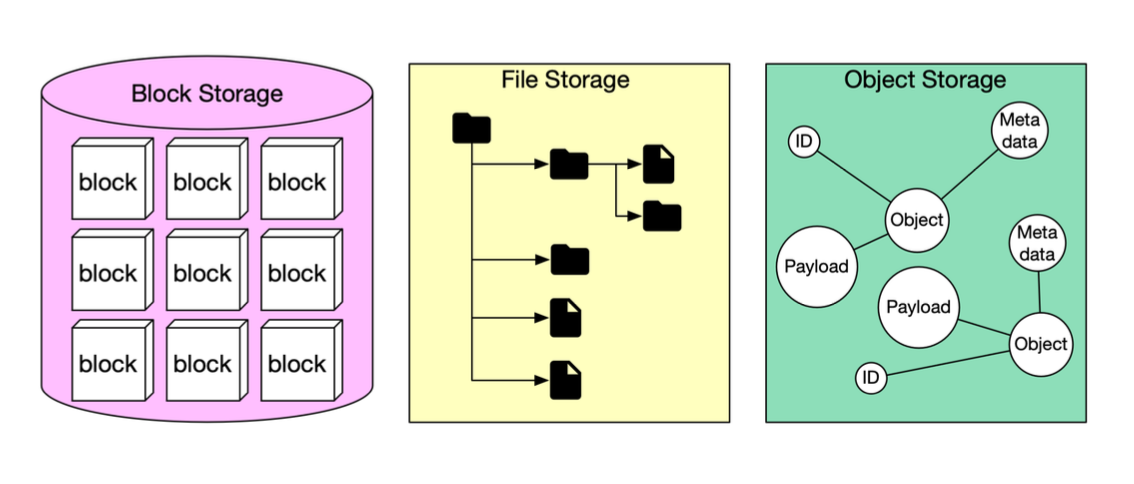 Block Storage
block block block
block block block
block block block
File Storage
Object Storage
ID
Meta
data
Object
Payload
Meta
data
Payload
Object
ID